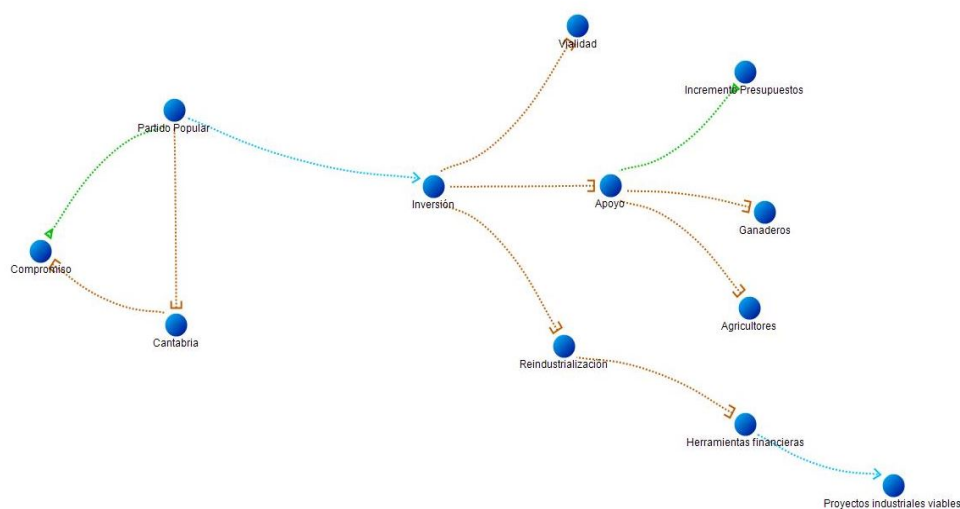 Vialidad
Incremento Presupuestos
Partido Popular
Inversión
Apoyo
Ganaderos
Compromiso
Agricultores
Cantabria
Reindustrialización
Herramientas financieras
Proyectos industriales viables